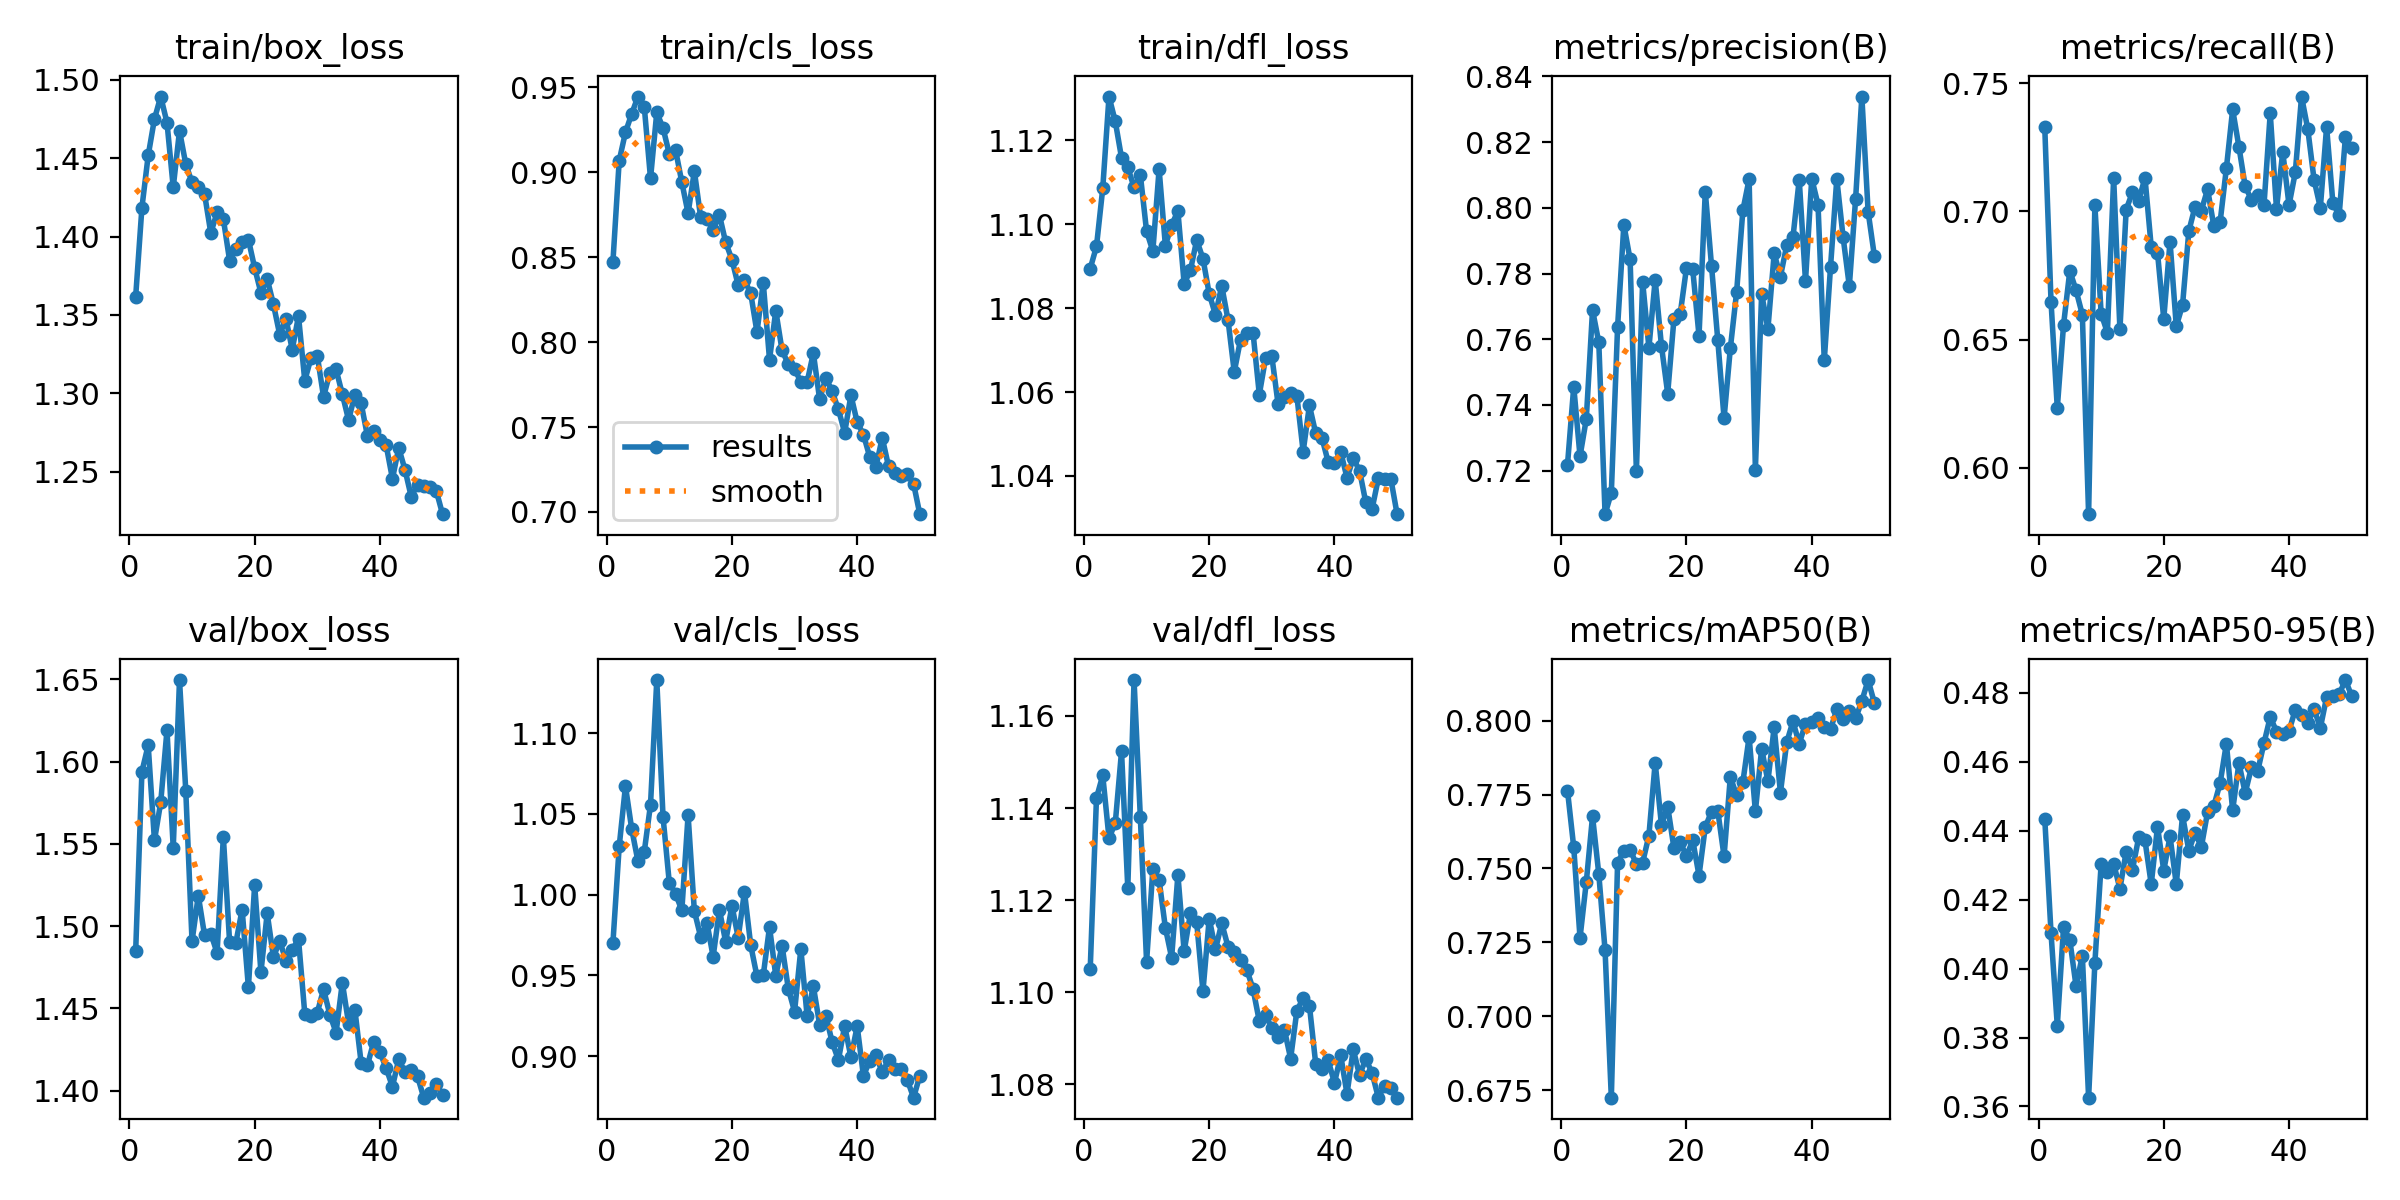 train/box_loss
1.50
1.45
1.40
1.35
1.30
1.25
0 20 40
train/cls_loss
0.95
0.90
0.85
0.80
0.75
0.70
results
smooth
0 20 40
train/dfl_loss
1.12
1.10
1.08
1.06
1.04
0 20 40
metrics/precision(B)
0.84
0.82
0.80
0.78
0.76
0.74
0.72
0 20 40
metrics/recall(B)
0.75
0.70
0.65
0.60
0 20 40
val/box_loss
1.65
1.60
1.55
1.50
1.45
1.40
0 20 40
val/cls_loss
1.10
1.05
1.00
0.95
0.90
0 20 40
val/dfl_loss
1.16
1.14
1.12
1.10
1.08
0 20 40
metrics/mAP50(B)
0.800
0.775
0.750
0.725
0.700
0.675
0 20 40
metrics/mAP50-95(B)
0.48
0.46
0.44
0.42
0.40
0.38
0.36
0 20 40